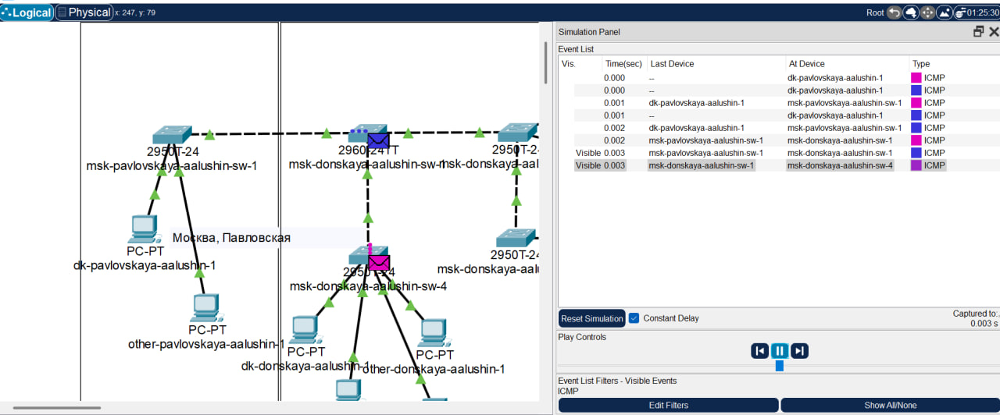 Logical Physical x: 247, y: 79 Root 01:25:30
Simulation Panel
Event List
Vis. Time(sec) Last Device At Device Type
0.000 -- dk-pavlovskaya-aalushin-1 ICMP
0.000 -- dk-pavlovskaya-aalushin-1 ICMP
0.001 dk-pavlovskaya-aalushin-1 msk-pavlovskaya-aalushin-sw-1 ICMP
0.001 -- dk-pavlovskaya-aalushin-1 ICMP
0.002 dk-pavlovskaya-aalushin-1 msk-pavlovskaya-aalushin-sw-1 ICMP
0.002 msk-pavlovskaya-aalushin-sw-1 msk-donskaya-aalushin-sw-1 ICMP
Visible 0.003 msk-pavlovskaya-aalushin-sw-1 msk-donskaya-aalushin-sw-1 ICMP
Visible 0.003 msk-donskaya-aalushin-sw-1 msk-donskaya-aalushin-sw-4 ICMP
2950T-24
msk-pavlovskaya-aalushin-sw-1
2960-24TT
msk-donskaya-aalushin-sw-1
2950T-24
msk-donskaya-aal
PC-PT
dk-pavlovskaya-aalushin-1
Москва, Павловская
2950T-24
msk-donskaya-aalushin-sw-4
2950T-24
msk-donskaya-aalu
PC-PT
other-pavlovskaya-aalushin-1
PC-PT
dk-donskaya-aalushin-1
PC-PT
other-donskaya-aalushin-1
Reset Simulation Constant Delay Captured to:
0.003 s
Play Controls
Event List Filters - Visible Events
ICMP
Edit Filters Show All/None